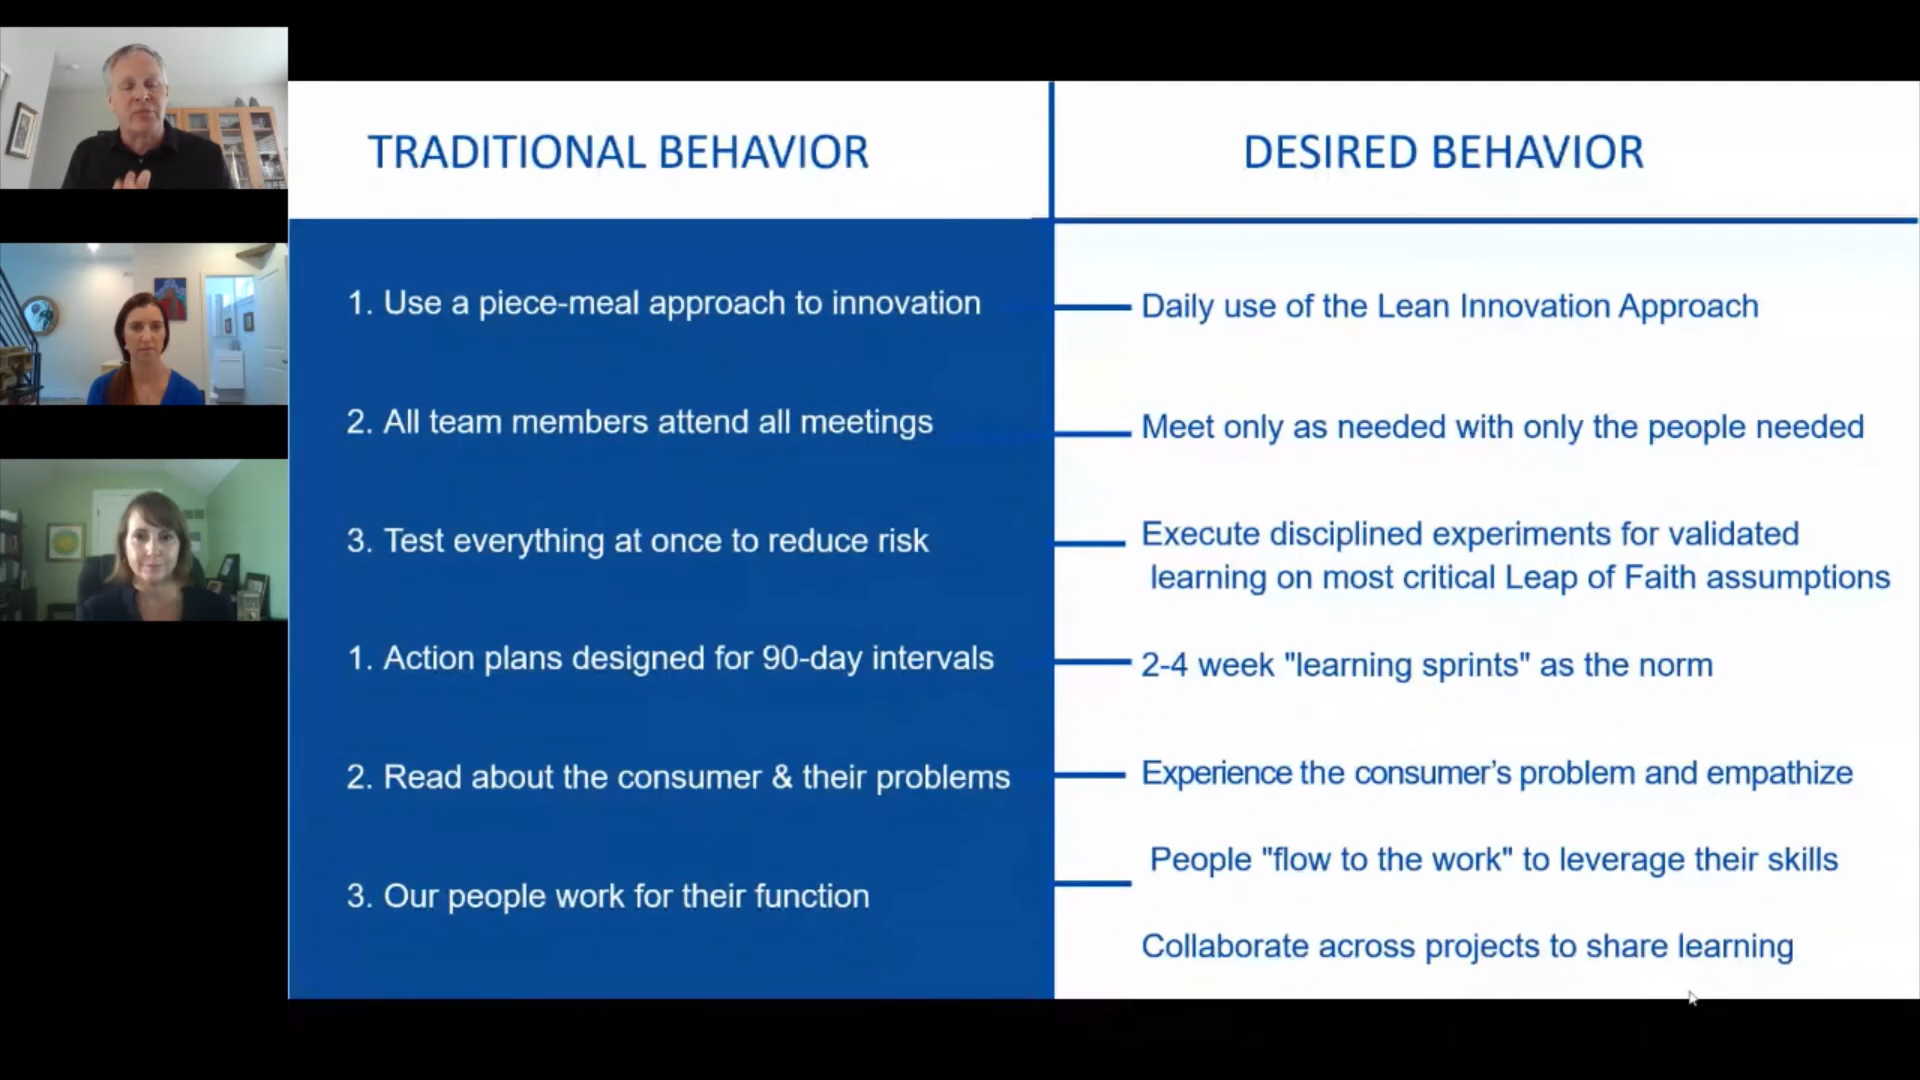 TRADITIONAL BEHAVIOR
DESIRED BEHAVIOR
1. Use a piece-meal approach to innovation
Daily use of the Lean Innovation Approach
2. All team members attend all meetings
Meet only as needed with only the people needed
3. Test everything at once to reduce risk
Execute disciplined experiments for validated
learning on most critical Leap of Faith assumptions
1. Action plans designed for 90-day intervals
2-4 week "learning sprints" as the norm
2. Read about the consumer & their problems
Experience the consumer’s problem and empathize
3. Our people work for their function
People "flow to the work" to leverage their skills
Collaborate across projects to share learning